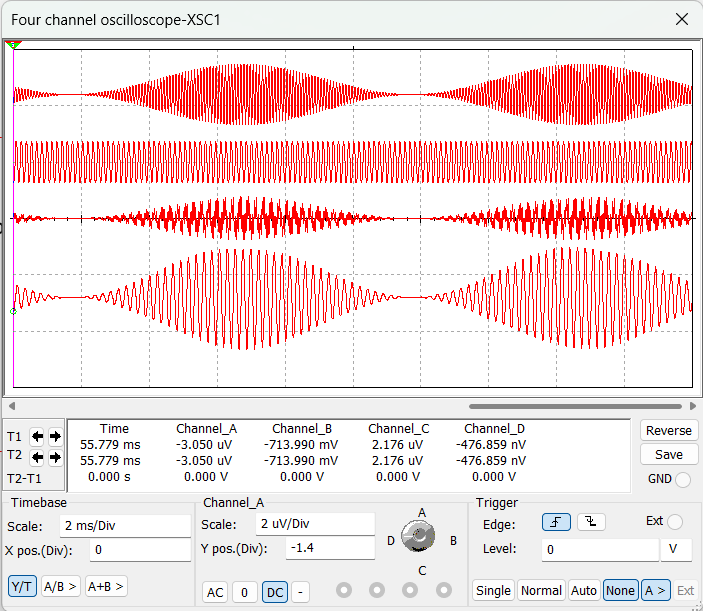 Four channel oscilloscope-XSC1
Time Channel_A Channel_B Channel_C Channel_D
T1 55.779 ms -3.050 uV -713.990 mV 2.176 uV -476.859 nV
T2 55.779 ms -3.050 uV -713.990 mV 2.176 uV -476.859 nV
T2-T1 0.000 s 0.000 V 0.000 V 0.000 V 0.000 V
Reverse
Save
GND
Timebase
Scale: 2 ms/Div
X pos.(Div): 0
Y/T A/B > A+B >
Channel_A
Scale: 2 uV/Div
Y pos.(Div): -1.4
AC 0 DC -
A
D B
C
Trigger
Edge: Ext
Level: 0 V
Single Normal Auto None A > Ext